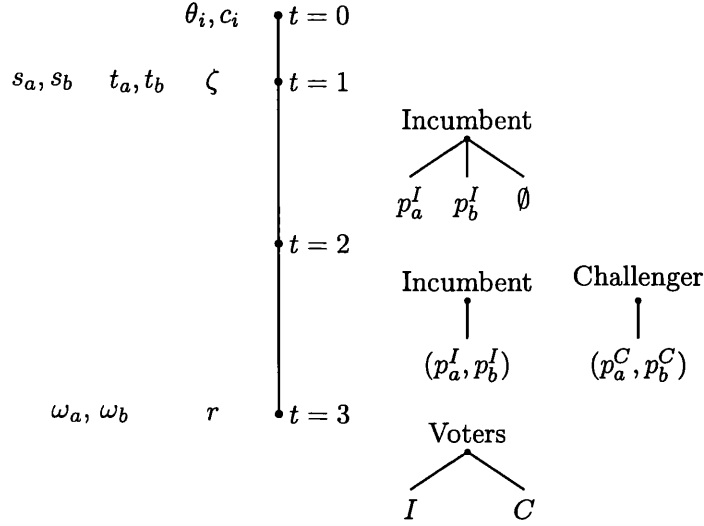 θ_i, c_i t = 0
s_a, s_b t_a, t_b ζ t = 1
Incumbent
p_a^I p_b^I ∅
t = 2
Incumbent Challenger
(p_a^I, p_b^I) (p_a^C, p_b^C)
ω_a, ω_b r t = 3
Voters
I C